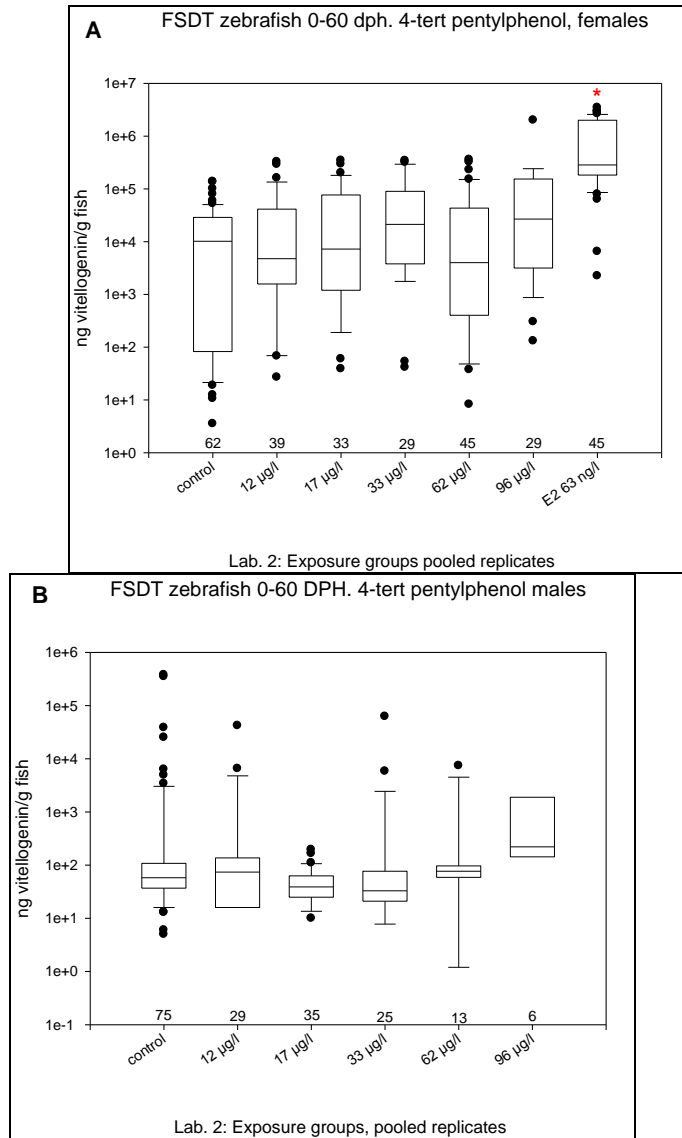 A
FSDT zebrafish 0-60 dph. 4-tert pentylphenol, females
ng vitellogenin/g fish
1e+7
1e+6
1e+5
1e+4
1e+3
1e+2
1e+1
1e+0
*
62 39 33 29 45 29 45
control 12 µg/l 17 µg/l 33 µg/l 62 µg/l 96 µg/l E2 63 ng/l
Lab. 2: Exposure groups pooled replicates
B
FSDT zebrafish 0-60 DPH. 4-tert pentylphenol males
ng vitellogenin/g fish
1e+6
1e+5
1e+4
1e+3
1e+2
1e+1
1e+0
1e-1
75 29 35 25 13 6
control 12 µg/l 17 µg/l 33 µg/l 62 µg/l 96 µg/l
Lab. 2: Exposure groups, pooled replicates